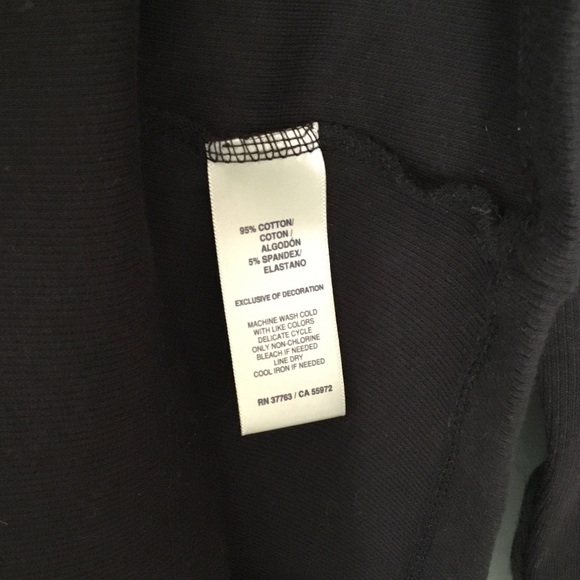 95% COTTON/
COTON /
ALGODÓN
5% SPANDEX/
ELASTANO
EXCLUSIVE OF DECORATION
MACHINE WASH COLD
WITH LIKE COLORS
DELICATE CYCLE
ONLY NON-CHLORINE
BLEACH IF NEEDED
LINE DRY
COOL IRON IF NEEDED
RN 37763 / CA 55972